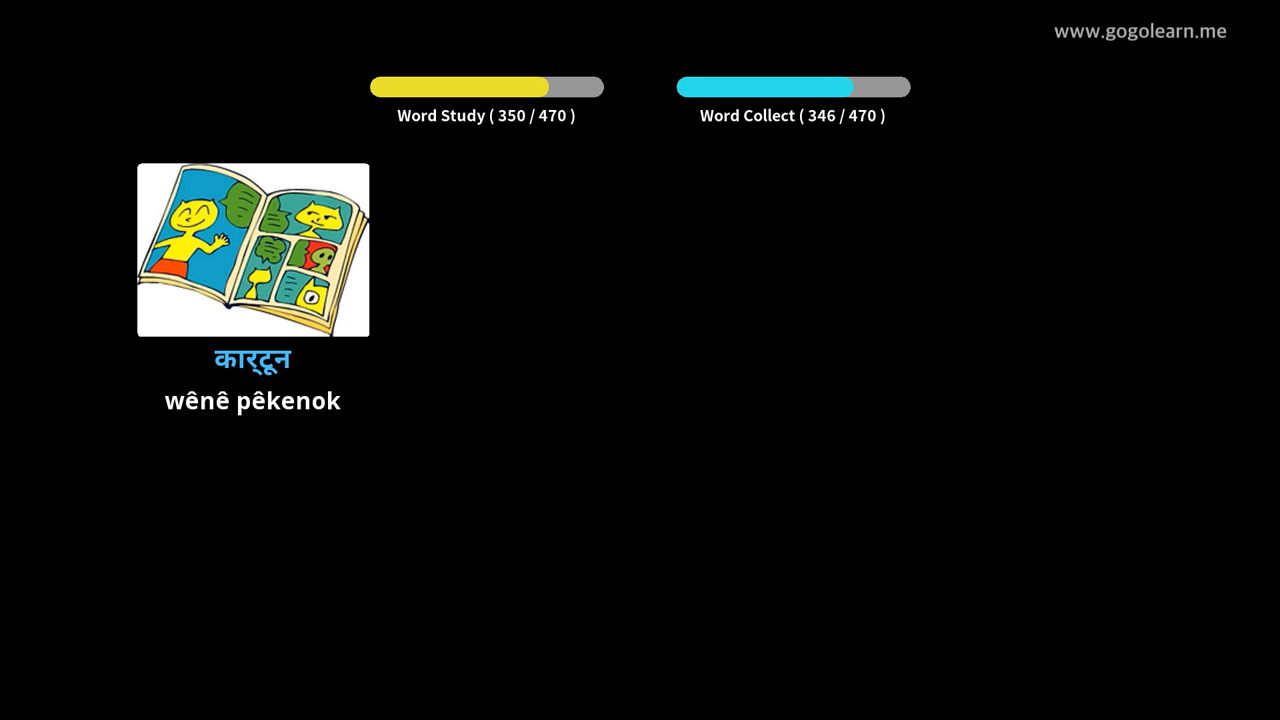 www.gogolearn.me
Word Study ( 350 / 470 )
Word Collect ( 346 / 470 )
कार्‍टून
wênê pêkenok